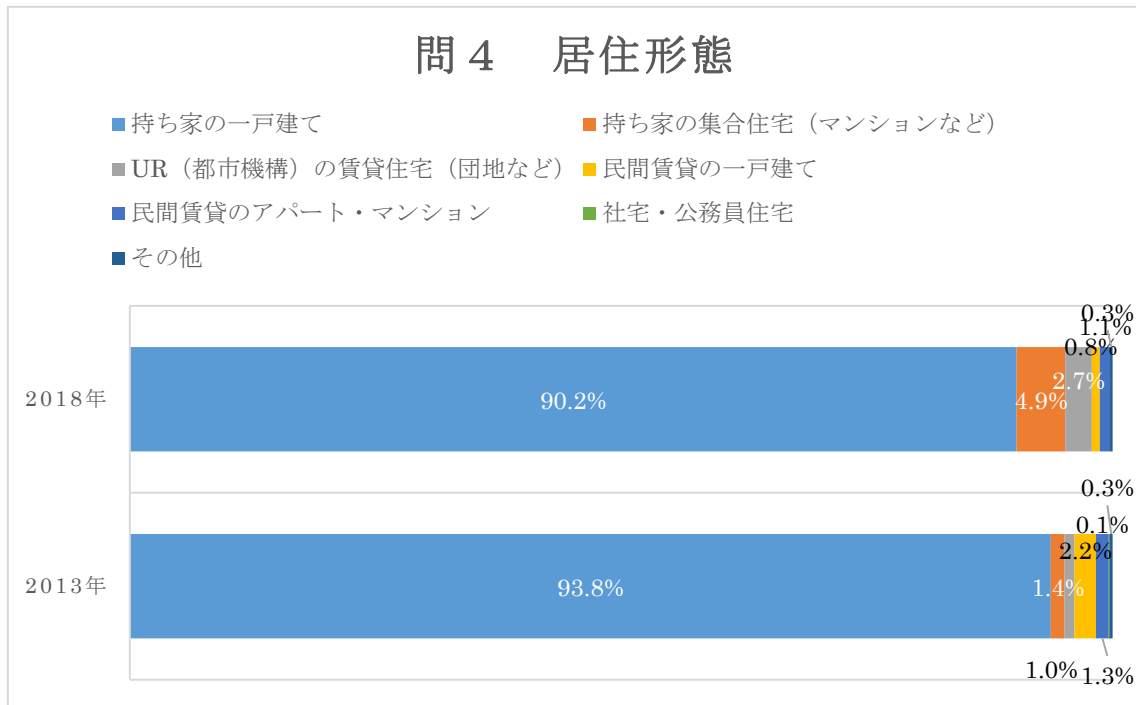 問４　居住形態
持ち家の一戸建て
持ち家の集合住宅（マンションなど）
UR（都市機構）の賃貸住宅（団地など）
民間賃貸の一戸建て
民間賃貸のアパート・マンション
社宅・公務員住宅
その他
0.3%
1.1%
0.8%
2.7%
2018年
90.2%
4.9%
0.3%
0.1%
2.2%
2013年
93.8%
1.4%
1.0%
1.3%